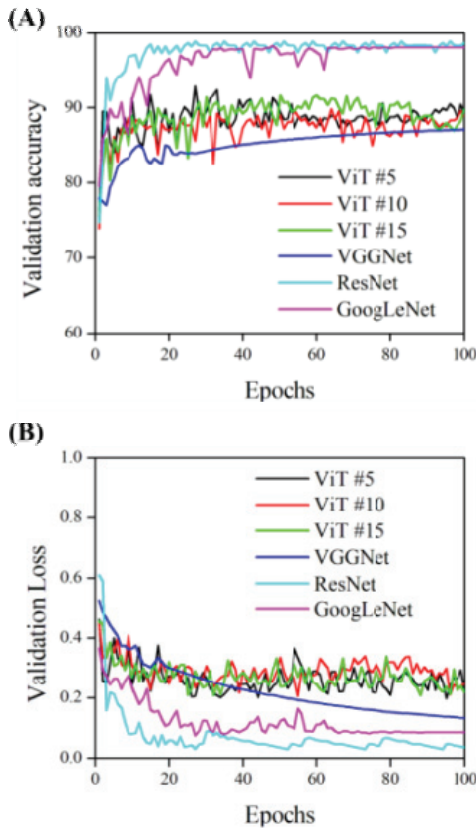 (A)
100
90
80
70
60
Validation accuracy
ViT #5
ViT #10
ViT #15
VGGNet
ResNet
GoogLeNet
0 20 40 60 80 100
Epochs
(B)
1.0
0.8
0.6
0.4
0.2
0.0
Validation Loss
ViT #5
ViT #10
ViT #15
VGGNet
ResNet
GoogLeNet
0 20 40 60 80 100
Epochs